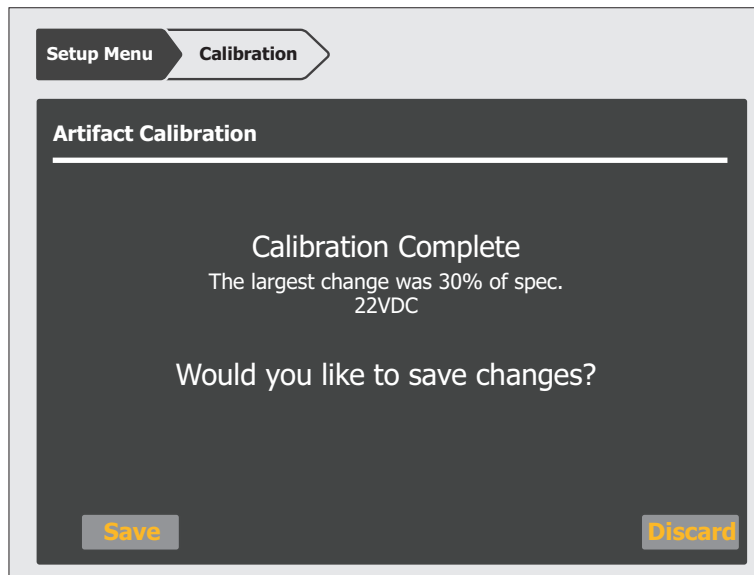 Setup Menu
Calibration
Artifact Calibration
Calibration Complete
The largest change was 30% of spec.
22VDC
Would you like to save changes?
Save
Discard